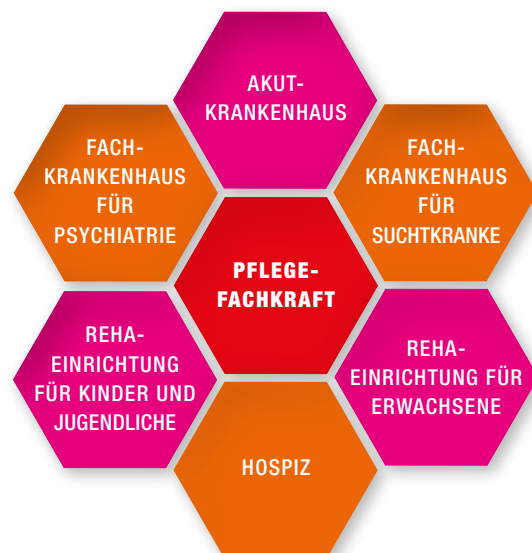 AKUT-
KRANKENHAUS
FACH-
KRANKENHAUS
FÜR
PSYCHIATRIE
FACH-
KRANKENHAUS
FÜR
SUCHTKRANKE
PFLEGE-
FACHKRAFT
REHA-
EINRICHTUNG
FÜR KINDER UND
JUGENDLICHE
REHA-
EINRICHTUNG FÜR
ERWACHSENE
HOSPIZ